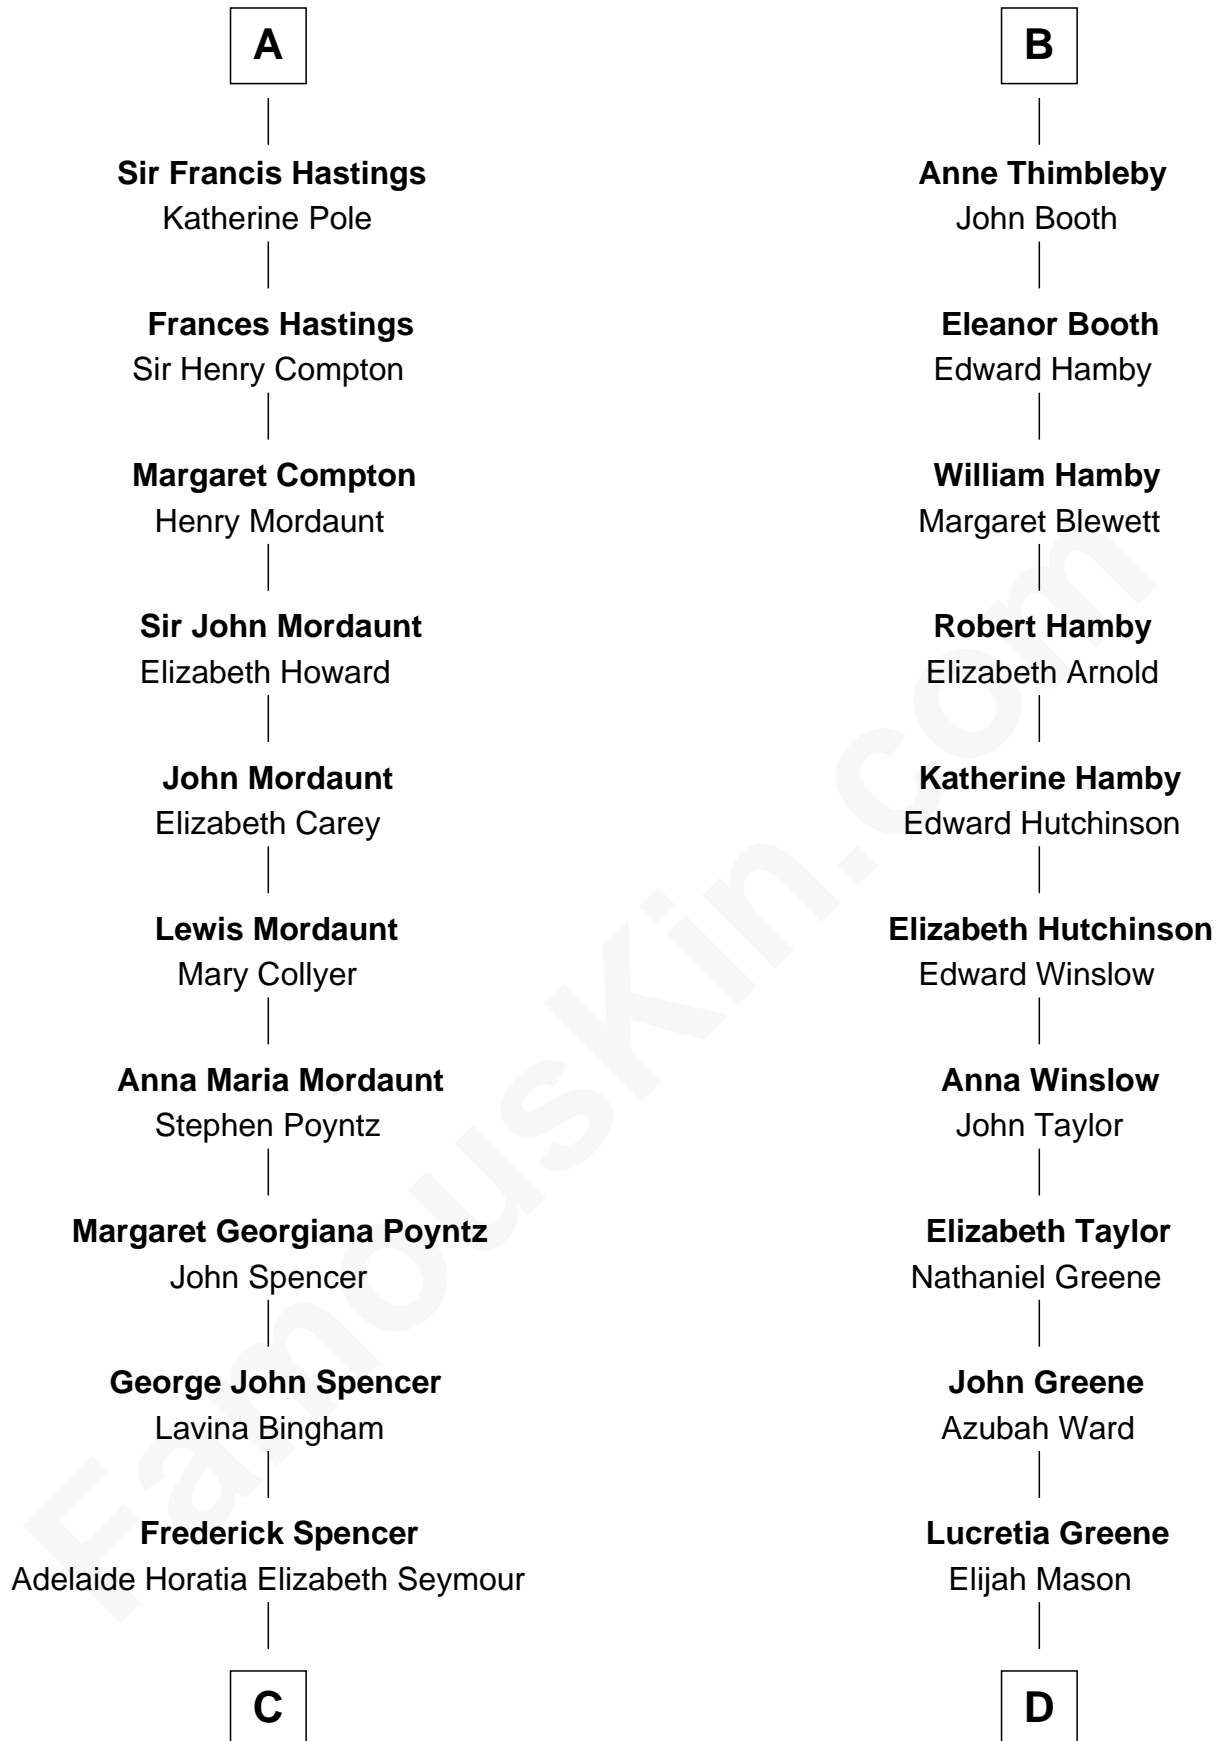 A
Sir Francis Hastings
Katherine Pole
Frances Hastings
Sir Henry Compton
Margaret Compton
Henry Mordaunt
Sir John Mordaunt
Elizabeth Howard
John Mordaunt
Elizabeth Carey
Lewis Mordaunt
Mary Collyer
Anna Maria Mordaunt
Stephen Poyntz
Margaret Georgiana Poyntz
John Spencer
George John Spencer
Lavina Bingham
Frederick Spencer
Adelaide Horatia Elizabeth Seymour
C
B
Anne Thimbleby
John Booth
Eleanor Booth
Edward Hamby
William Hamby
Margaret Blewett
Robert Hamby
Elizabeth Arnold
Katherine Hamby
Edward Hutchinson
Elizabeth Hutchinson
Edward Winslow
Anna Winslow
John Taylor
Elizabeth Taylor
Nathaniel Greene
John Greene
Azubah Ward
Lucretia Greene
Elijah Mason
D
FamousKin.com